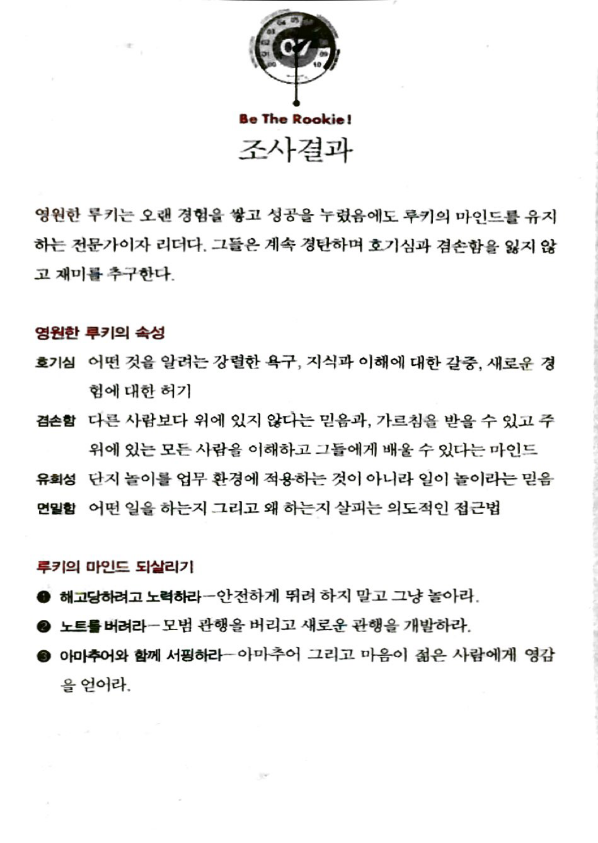 07
Be The Rookie!
조사결과
영원한 루키는 오랜 경험을 쌓고 성공을 누렸음에도 루키의 마인드를 유지
하는 전문가이자 리더다. 그들은 계속 경탄하며 호기심과 겸손함을 잃지 않
고 재미를 추구한다.
영원한 루키의 속성
호기심 어떤 것을 알려는 강렬한 욕구, 지식과 이해에 대한 갈증, 새로운 경
험에 대한 허기
겸손함 다른 사람보다 위에 있지 않다는 믿음과, 가르침을 받을 수 있고 주
위에 있는 모든 사람을 이해하고 그들에게 배울 수 있다는 마인드
유희성 단지 놀이를 업무 환경에 적용하는 것이 아니라 일이 놀이라는 믿음
면밀함 어떤 일을 하는지 그리고 왜 하는지 살피는 의도적인 접근법
루키의 마인드 되살리기
❶ 해고당하려고 노력하라—안전하게 뛰려 하지 말고 그냥 놀아라.
❷ 노트를 버려라—모범 관행을 버리고 새로운 관행을 개발하라.
❸ 아마추어와 함께 서핑하라—아마추어 그리고 마음이 젊은 사람에게 영감
을 얻어라.